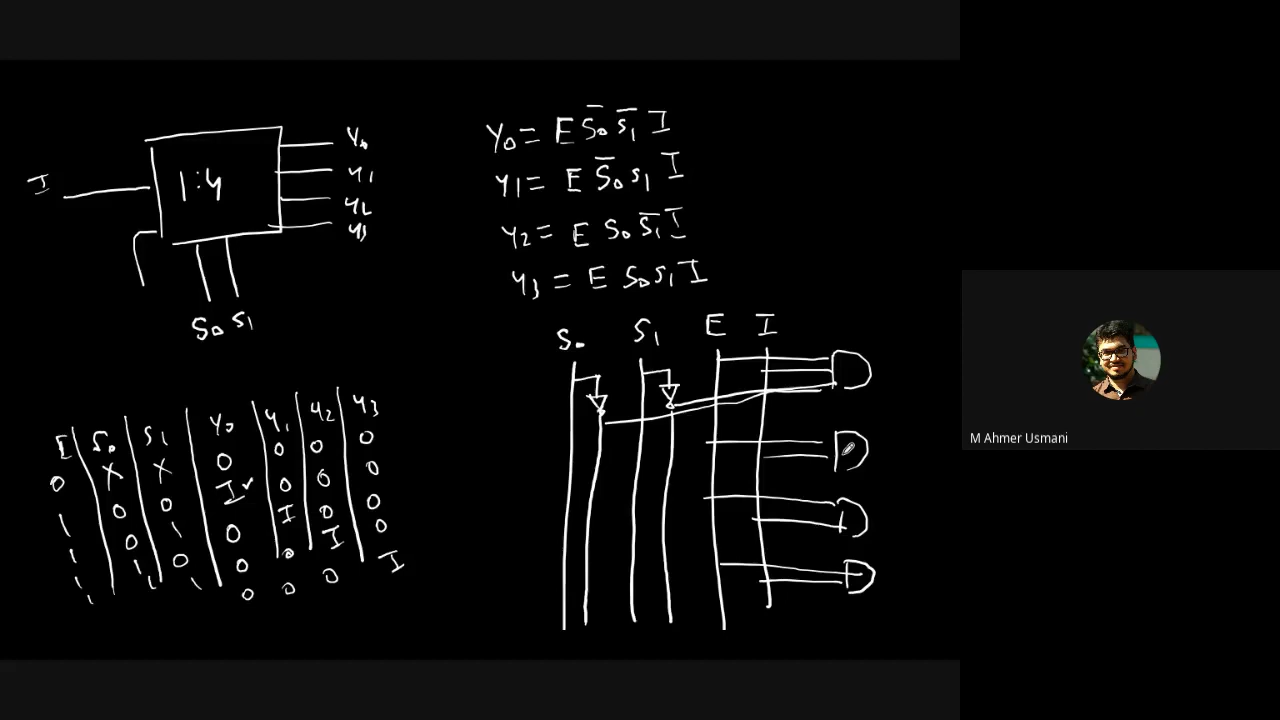 I
1:4
Y0
Y1
Y2
Y3
S0 S1
Y0 = E S̅0 S̅1 I
Y1 = E S̅0 S1 I
Y2 = E S0 S̅1 I
Y3 = E S0 S1 I
S0 S1 E I
E S0 S1 Y0 Y1 Y2 Y3
0 X X 0 0 0 0
1 0 0 I 0 0 0
1 0 1 0 I 0 0
1 1 0 0 0 I 0
1 1 1 0 0 0 I
M Ahmer Usmani